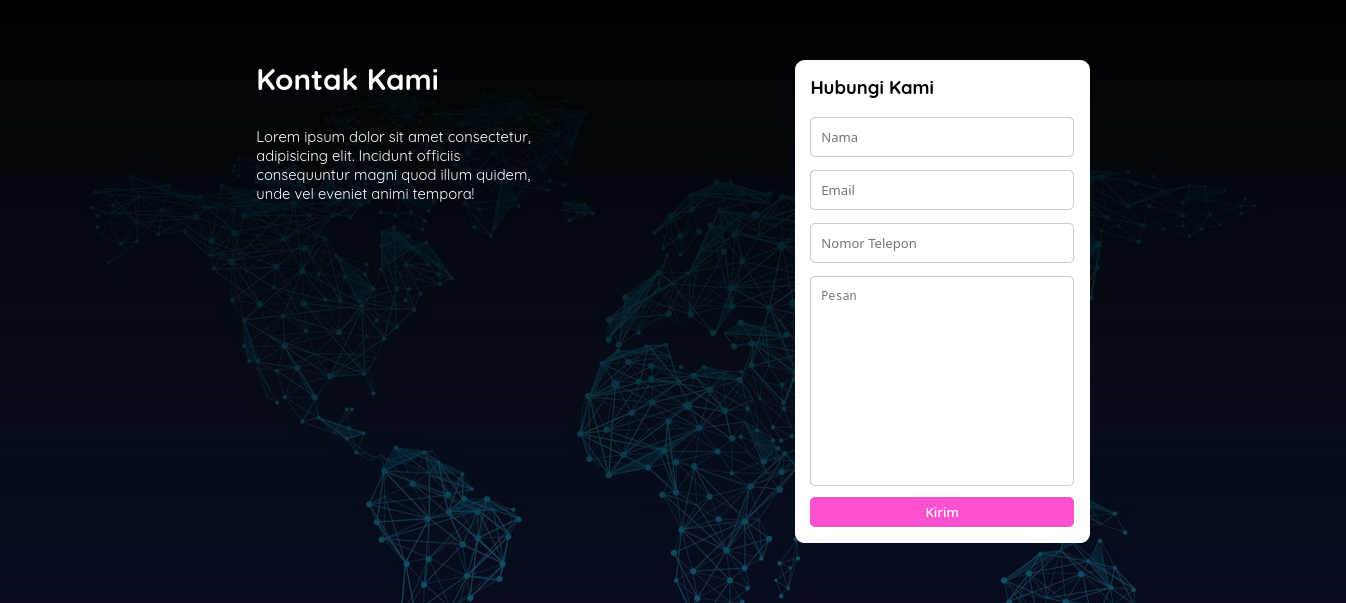 Kontak Kami
Lorem ipsum dolor sit amet consectetur,
adipisicing elit. Incidunt officiis
consequuntur magni quod illum quidem,
unde vel eveniet animi tempora!
Hubungi Kami
Nama
Email
Nomor Telepon
Pesan
Kirim